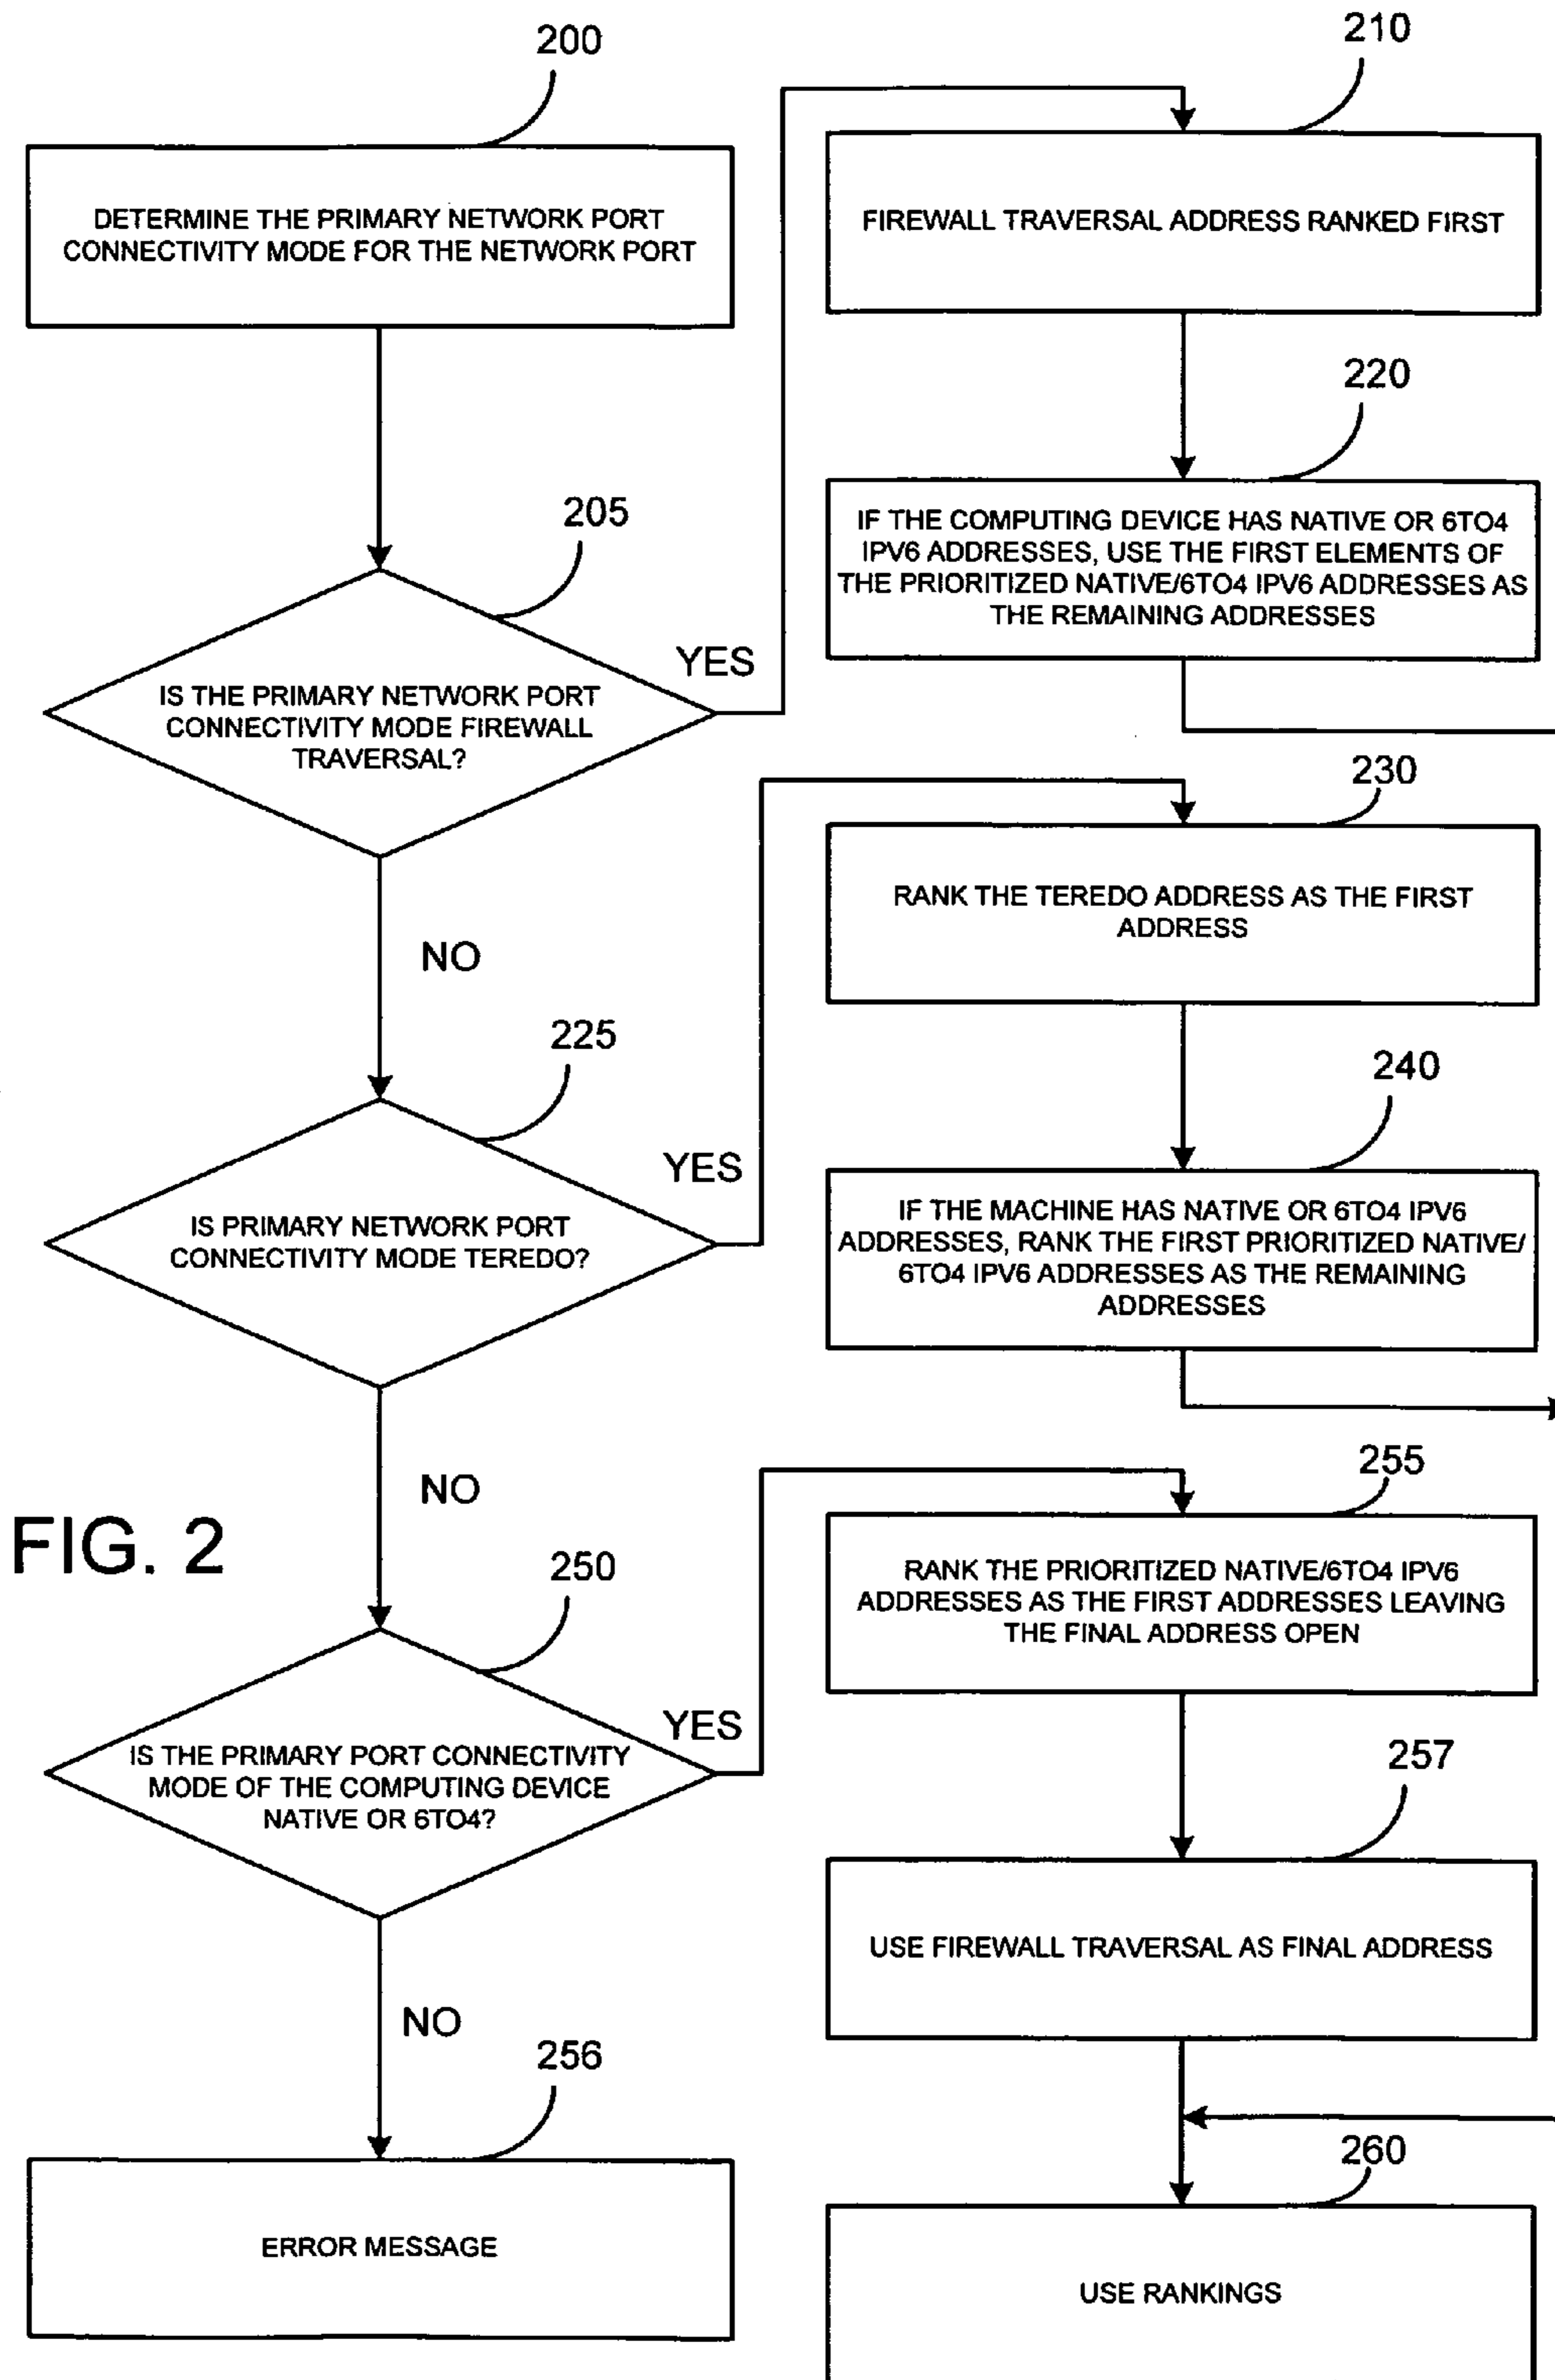 200
DETERMINE THE PRIMARY NETWORK PORT
CONNECTIVITY MODE FOR THE NETWORK PORT
205
IS THE PRIMARY NETWORK PORT
CONNECTIVITY MODE FIREWALL
TRAVERSAL?
YES
NO
210
FIREWALL TRAVERSAL ADDRESS RANKED FIRST
220
IF THE COMPUTING DEVICE HAS NATIVE OR 6TO4
IPV6 ADDRESSES, USE THE FIRST ELEMENTS OF
THE PRIORITIZED NATIVE/6TO4 IPV6 ADDRESSES AS
THE REMAINING ADDRESSES
225
IS PRIMARY NETWORK PORT
CONNECTIVITY MODE TEREDO?
YES
NO
230
RANK THE TEREDO ADDRESS AS THE FIRST
ADDRESS
240
IF THE MACHINE HAS NATIVE OR 6TO4 IPV6
ADDRESSES, RANK THE FIRST PRIORITIZED NATIVE/
6TO4 IPV6 ADDRESSES AS THE REMAINING
ADDRESSES
FIG. 2
250
IS THE PRIMARY PORT CONNECTIVITY
MODE OF THE COMPUTING DEVICE
NATIVE OR 6TO4?
YES
NO
255
RANK THE PRIORITIZED NATIVE/6TO4 IPV6
ADDRESSES AS THE FIRST ADDRESSES LEAVING
THE FINAL ADDRESS OPEN
257
USE FIREWALL TRAVERSAL AS FINAL ADDRESS
256
ERROR MESSAGE
260
USE RANKINGS